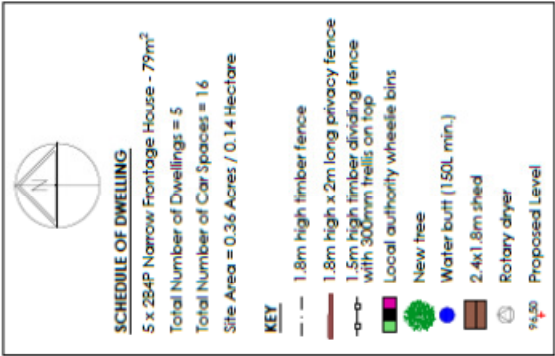 N
SCHEDULE OF DWELLING
5 x 2B4P Narrow Frontage House - 79m²
Total Number of Dwellings = 5
Total Number of Car Spaces = 16
Site Area = 0.36 Acres / 0.14 Hectare
KEY
1.8m high timber fence
1.8m high x 2m long privacy fence
1.5m high timber dividing fence
with 300mm trellis on top
Local authority wheelie bins
New tree
Water butt (150L min.)
2.4x1.8m shed
Rotary dryer
96.50 Proposed Level